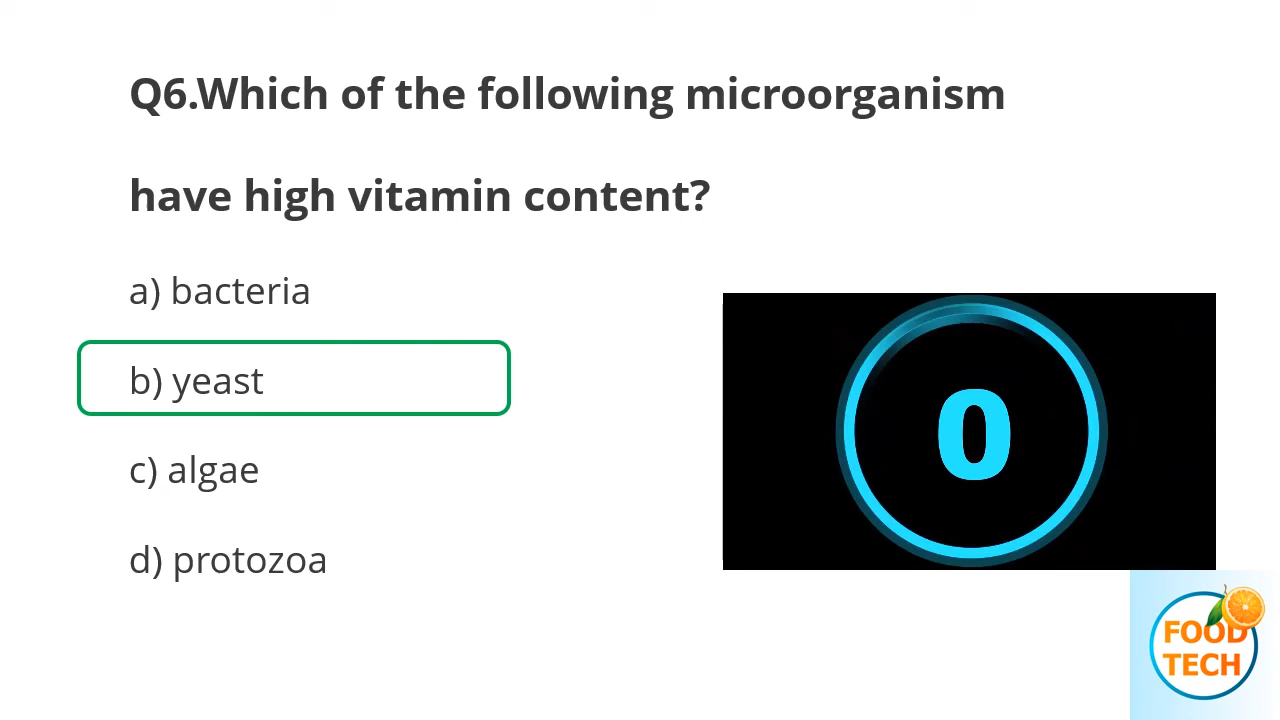 Q6.Which of the following microorganism
have high vitamin content?
a) bacteria
b) yeast
c) algae
d) protozoa
0
FOOD
TECH